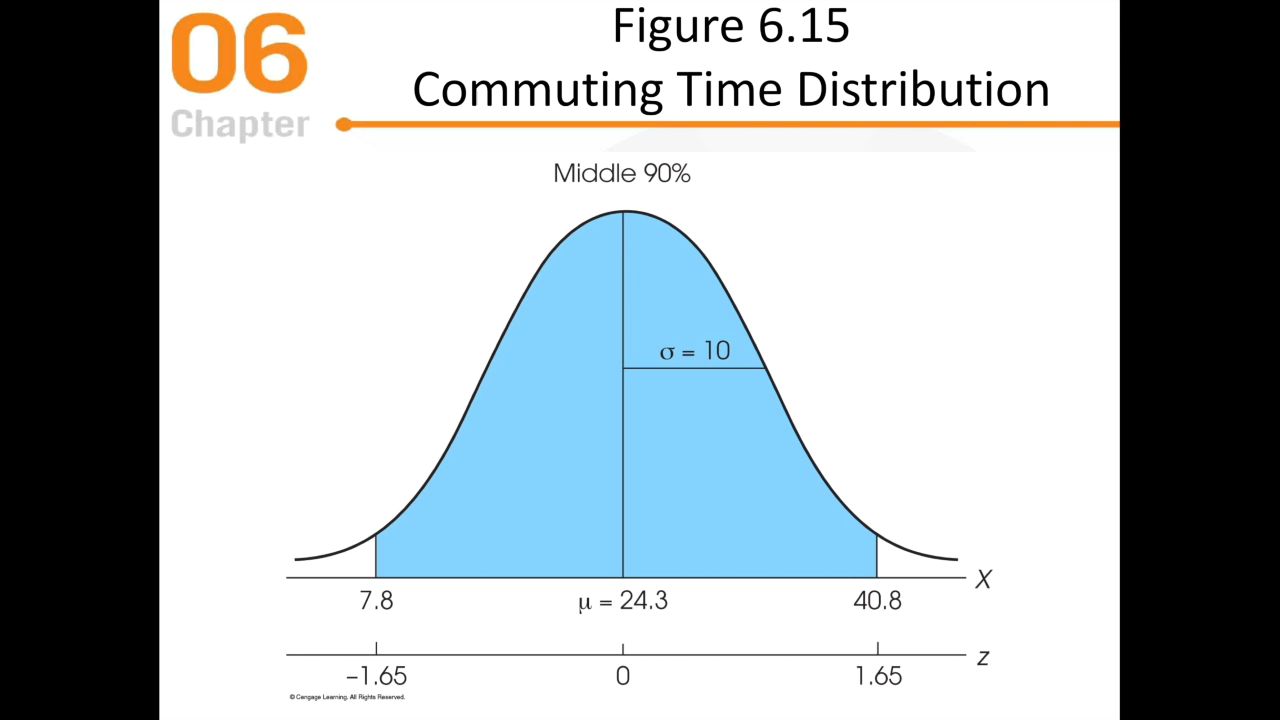 06
Chapter
Figure 6.15
Commuting Time Distribution
Middle 90%
σ = 10
X
7.8
μ = 24.3
40.8
z
–1.65
0
1.65
© Cengage Learning. All Rights Reserved.